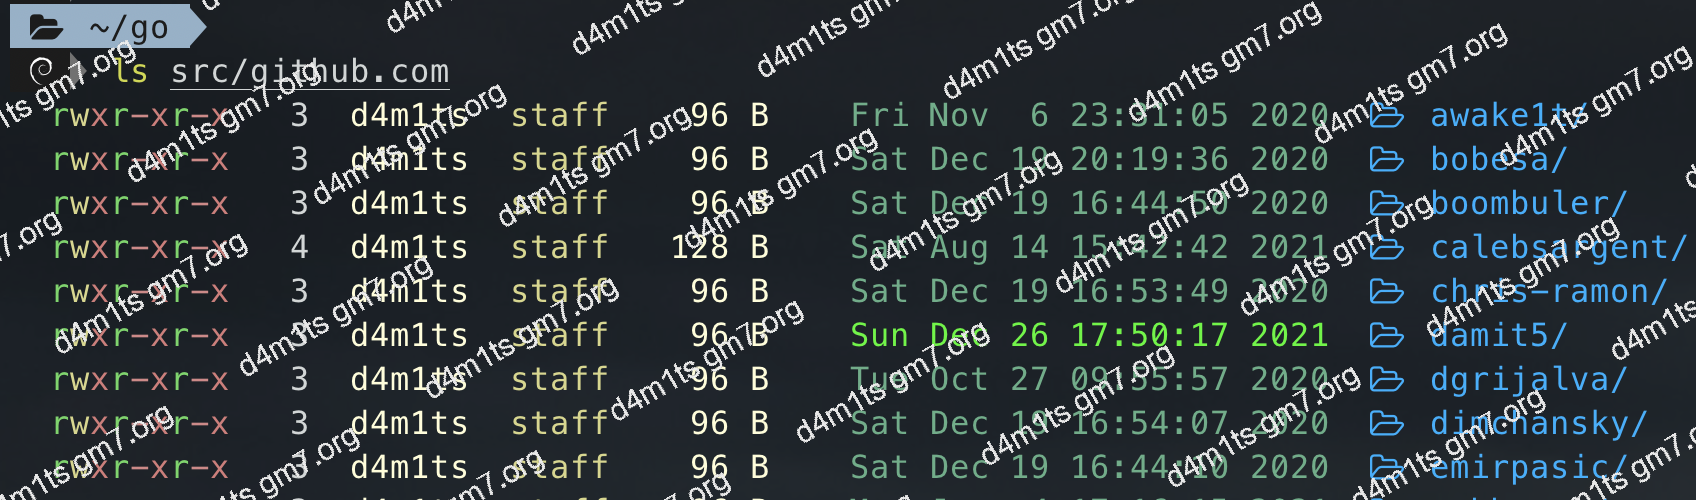 ~/go
ls src/github.com
rwxr-xr-x 3 d4m1ts staff 96 B Fri Nov 6 23:31:05 2020 awake1t/
rwxr-xr-x 3 d4m1ts staff 96 B Sat Dec 19 20:19:36 2020 bobesa/
rwxr-xr-x 3 d4m1ts staff 96 B Sat Dec 19 16:44:50 2020 boombuler/
rwxr-xr-x 4 d4m1ts staff 128 B Sat Aug 14 15:42:42 2021 calebsargent/
rwxr-xr-x 3 d4m1ts staff 96 B Sat Dec 19 16:53:49 2020 chris-ramon/
rwxr-xr-x 3 d4m1ts staff 96 B Sun Dec 26 17:50:17 2021 damit5/
rwxr-xr-x 3 d4m1ts staff 96 B Tue Oct 27 09:55:57 2020 dgrijalva/
rwxr-xr-x 3 d4m1ts staff 96 B Sat Dec 19 16:54:07 2020 dimchansky/
rwxr-xr-x 3 d4m1ts staff 96 B Sat Dec 19 2020 emirpasic/
d4m1ts gm7.org